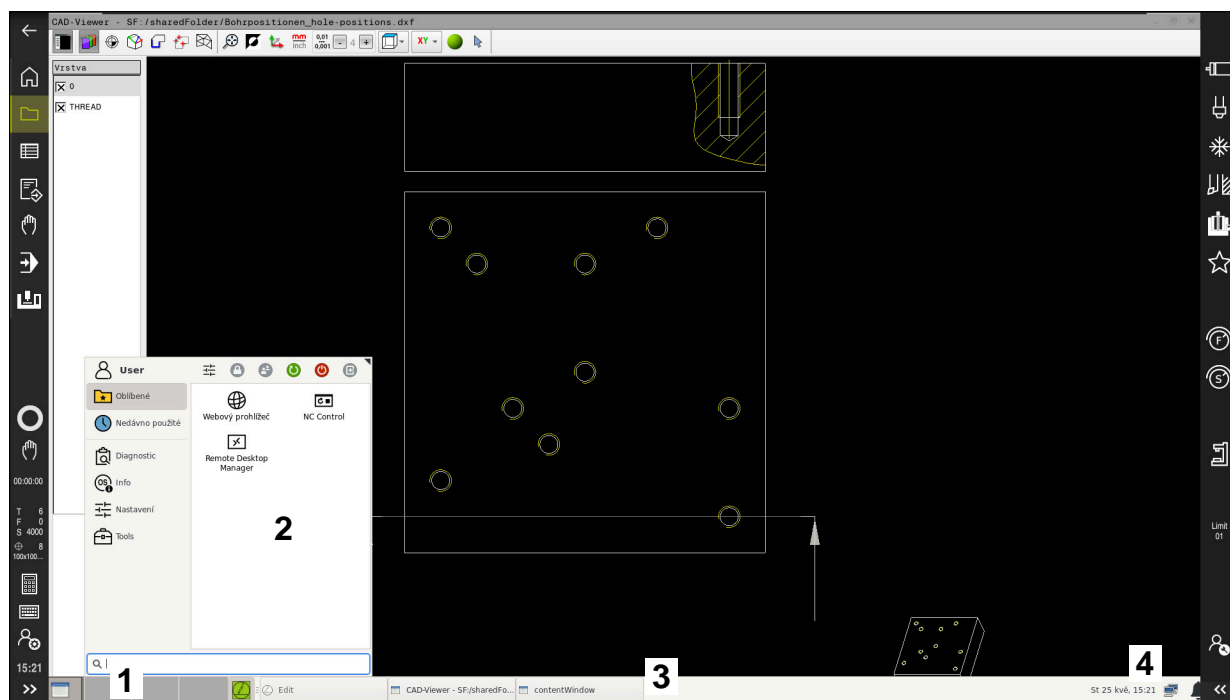 CAD-Viewer - SF:/sharedFolder/Bohrpositionen_hole-positions.dxf
mm
inch
0,01
0,001
4
XY
Vrstva
0
THREAD
User
Oblíbené
Nedávno použité
Diagnostic
OS
Info
Nastavení
Tools
Webový prohlížeč
NC Control
Remote Desktop
Manager
2
00:00:00
T 6
F 0
S 4000
8
100x100...
15:21
F
S
Limit
01
1
3
4
Edit
CAD-Viewer - SF:/sharedFo...
contentWindow
St 25 kvě, 15:21